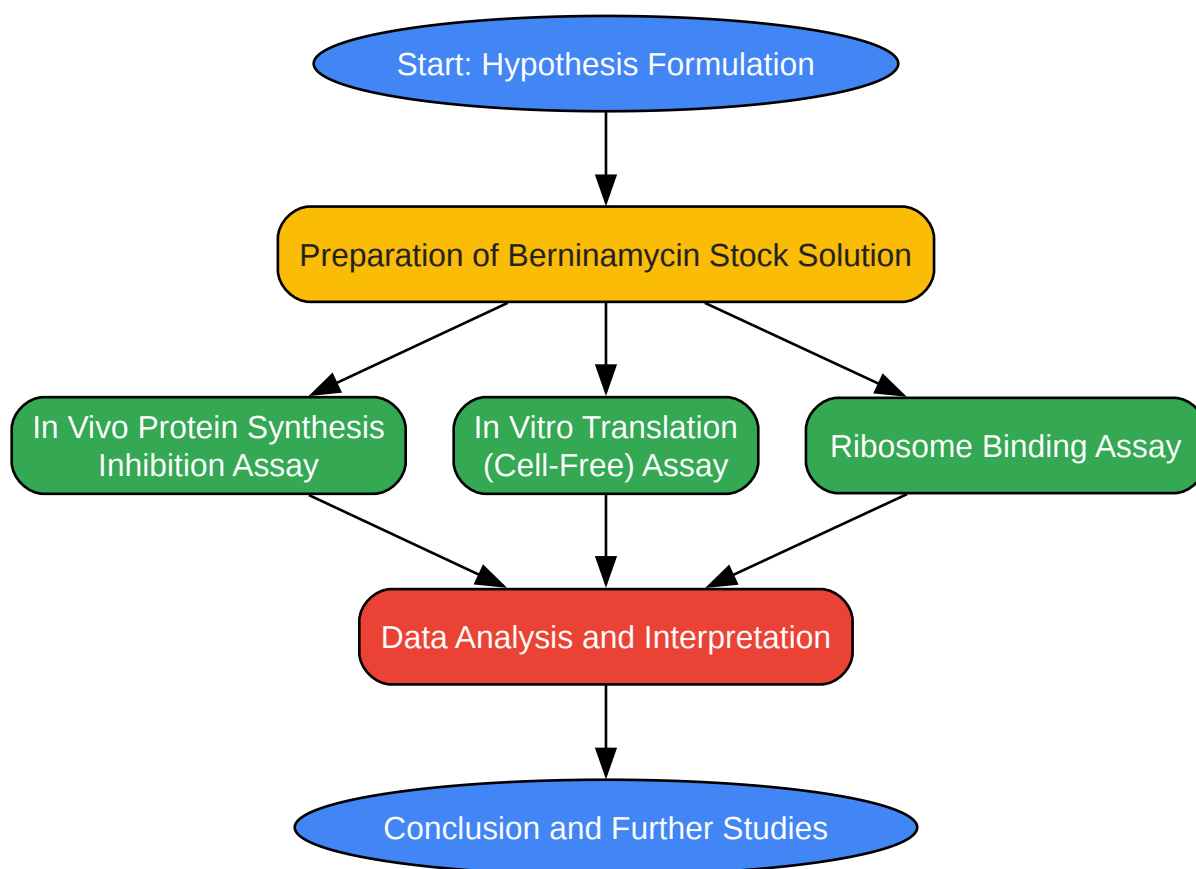 Start: Hypothesis Formulation
Preparation of Berninamycin Stock Solution
In Vivo Protein Synthesis
Inhibition Assay
In Vitro Translation
(Cell-Free) Assay
Ribosome Binding Assay
Data Analysis and Interpretation
Conclusion and Further Studies